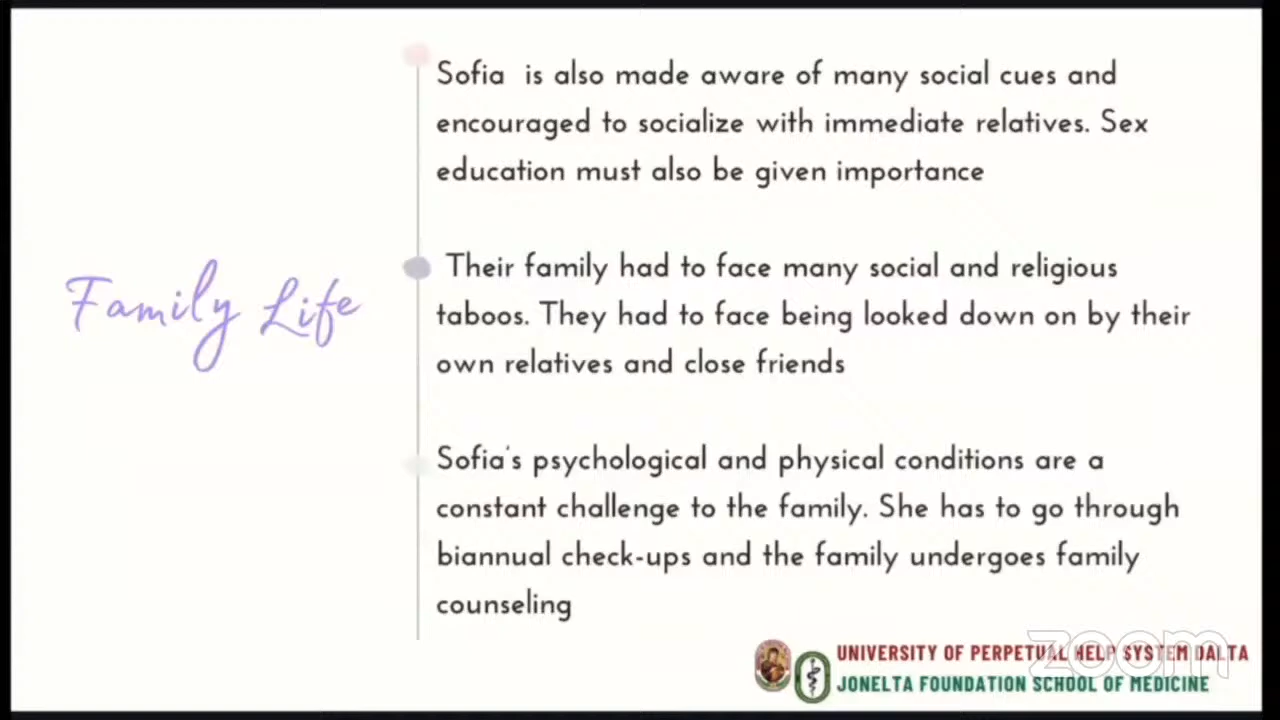 Family Life
Sofia is also made aware of many social cues and
encouraged to socialize with immediate relatives. Sex
education must also be given importance
Their family had to face many social and religious
taboos. They had to face being looked down on by their
own relatives and close friends
Sofia's psychological and physical conditions are a
constant challenge to the family. She has to go through
biannual check-ups and the family undergoes family
counseling
UNIVERSITY OF PERPETUAL HELP SYSTEM DALTA
JONELTA FOUNDATION SCHOOL OF MEDICINE
zoom